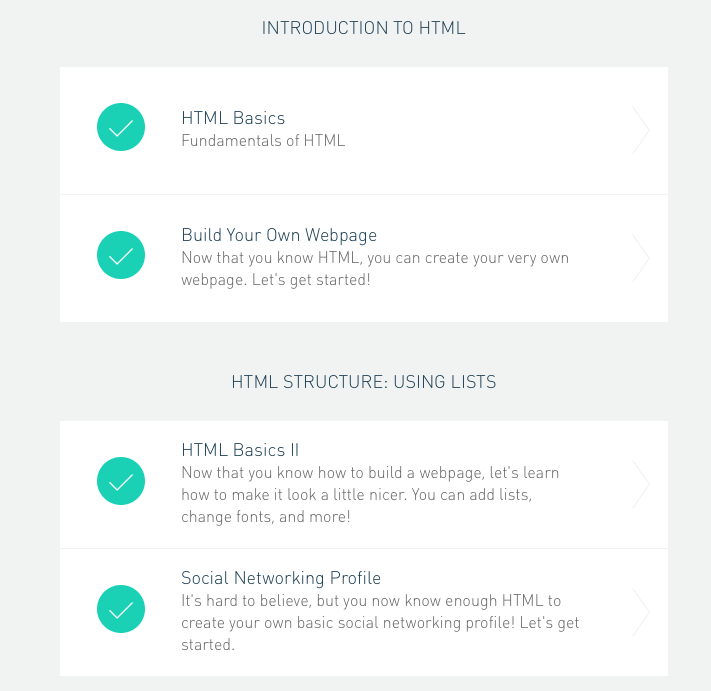 INTRODUCTION TO HTML
HTML Basics
Fundamentals of HTML
Build Your Own Webpage
Now that you know HTML, you can create your very own
webpage. Let's get started!
HTML STRUCTURE: USING LISTS
HTML Basics II
Now that you know how to build a webpage, let's learn
how to make it look a little nicer. You can add lists,
change fonts, and more!
Social Networking Profile
It's hard to believe, but you now know enough HTML to
create your own basic social networking profile! Let's get
started.